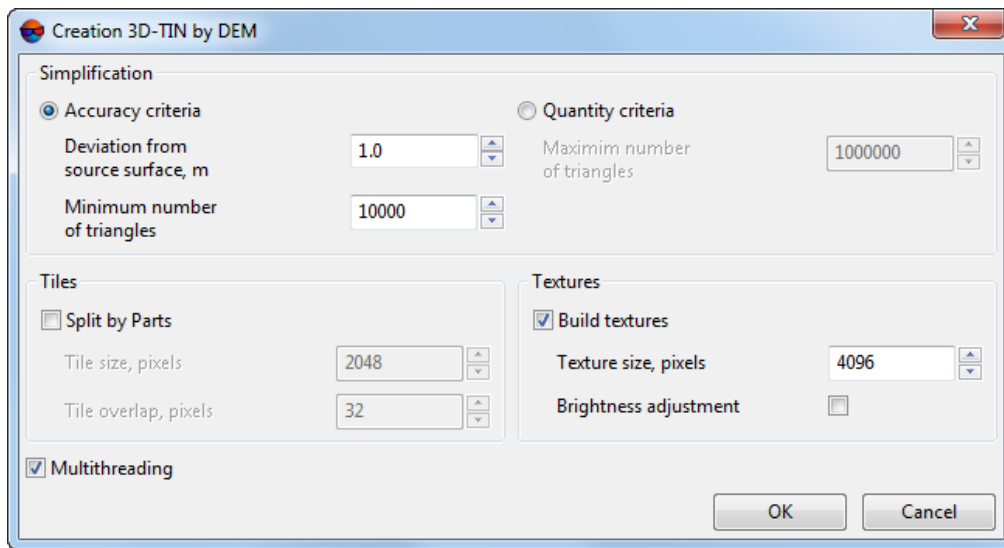 Creation 3D-TIN by DEM
Simplification
Accuracy criteria
Deviation from
source surface, m
1.0
Minimum number
of triangles
10000
Quantity criteria
Maximim number
of triangles
1000000
Tiles
Split by Parts
Tile size, pixels
2048
Tile overlap, pixels
32
Textures
Build textures
Texture size, pixels
4096
Brightness adjustment
Multithreading
OK
Cancel